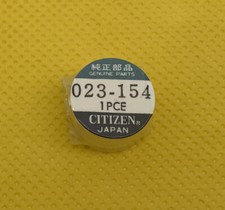 純正部品
GENUINE PARTS
023-154
1PCE
CITIZEN®
JAPAN